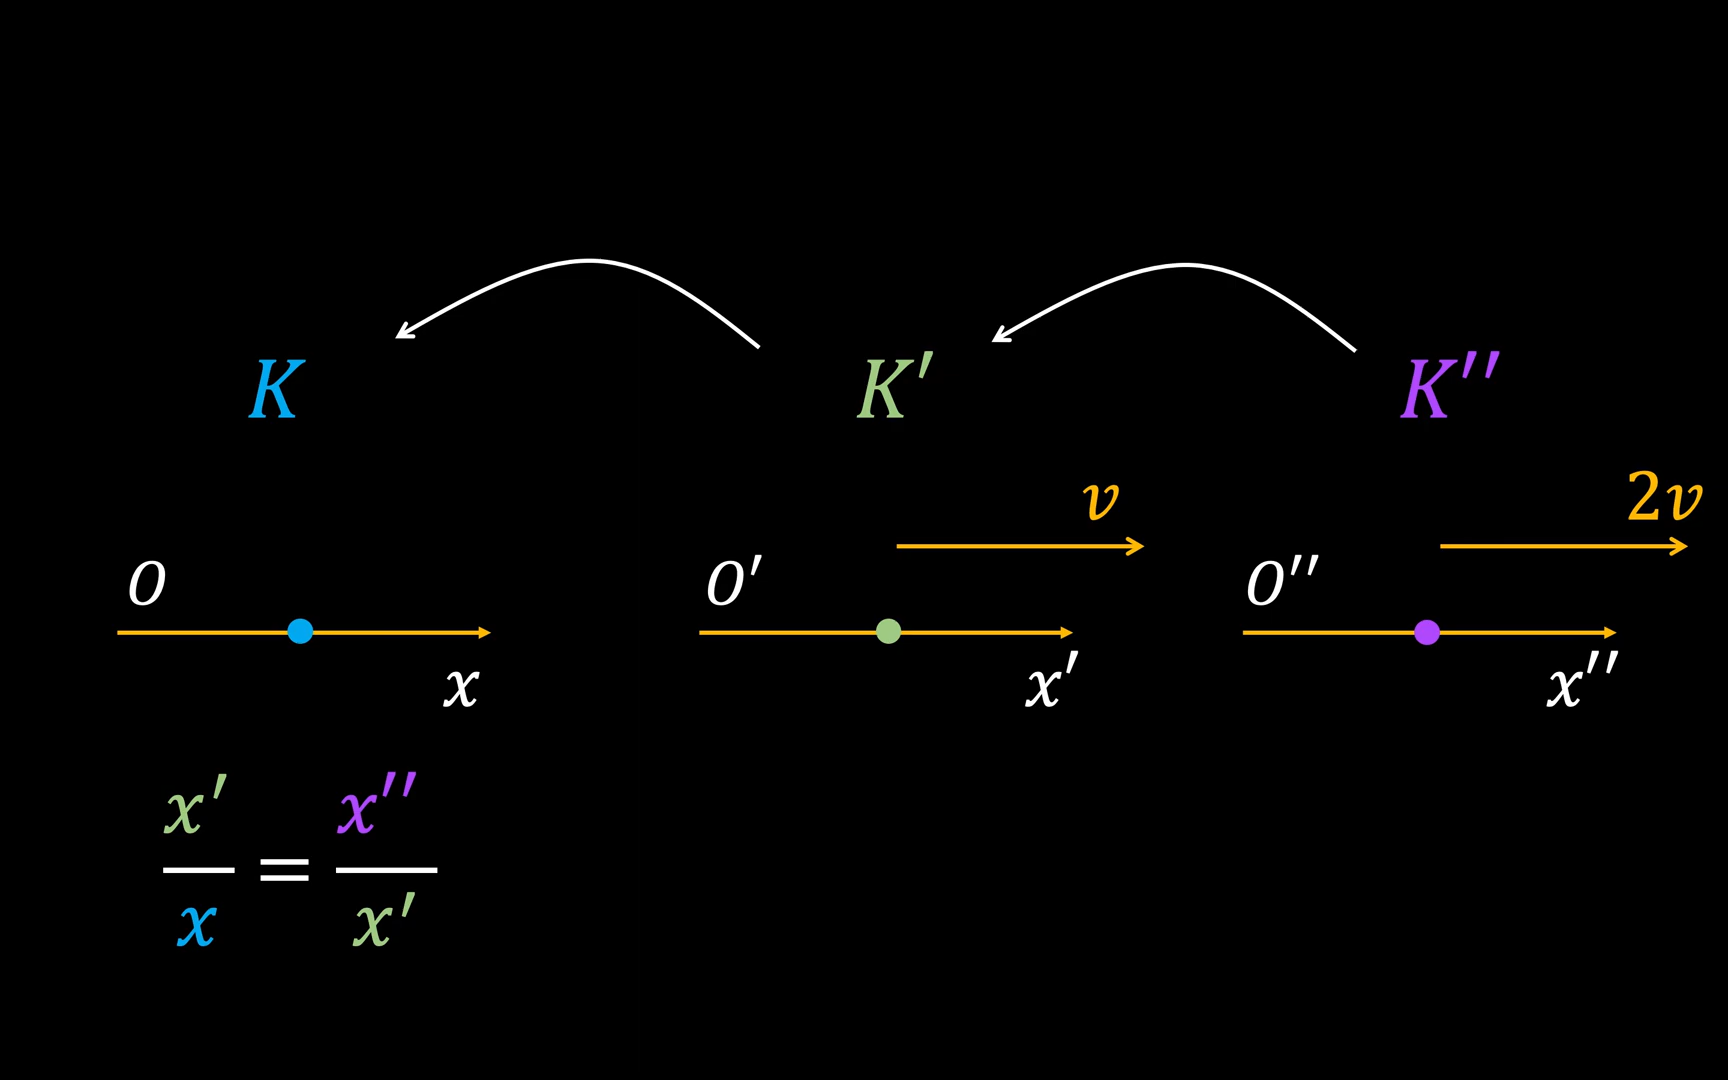 K K′ K′′
v 2v
O O′ O′′
x x′ x′′
x′/x = x′′/x′